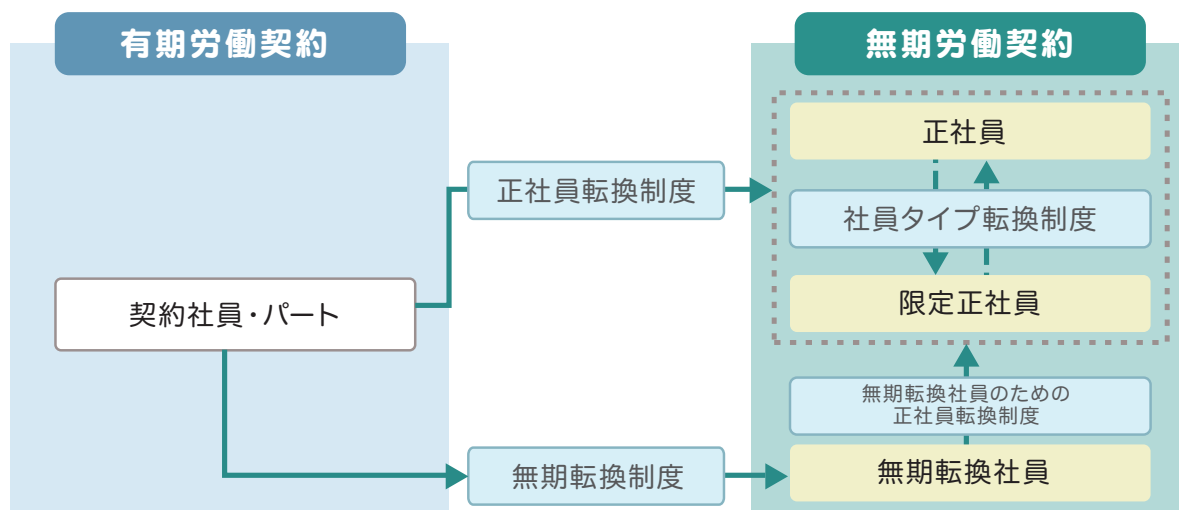 有期労働契約
無期労働契約
正社員
正社員転換制度
社員タイプ転換制度
契約社員・パート
限定正社員
無期転換社員のための
正社員転換制度
無期転換制度
無期転換社員